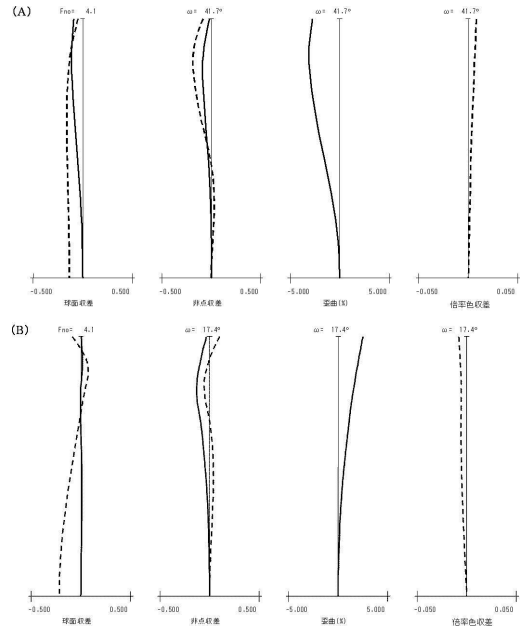 (A)
Fno= 4.1
ω= 41.7°
ω= 41.7°
ω= 41.7°
-0.500 0.500
-0.500 0.500
-5.000 5.000
-0.050 0.050
球面収差
非点収差
歪曲(%)
倍率色収差
(B)
Fno= 4.1
ω= 17.4°
ω= 17.4°
ω= 17.4°
-0.500 0.500
-0.500 0.500
-5.000 5.000
-0.050 0.050
球面収差
非点収差
歪曲(%)
倍率色収差